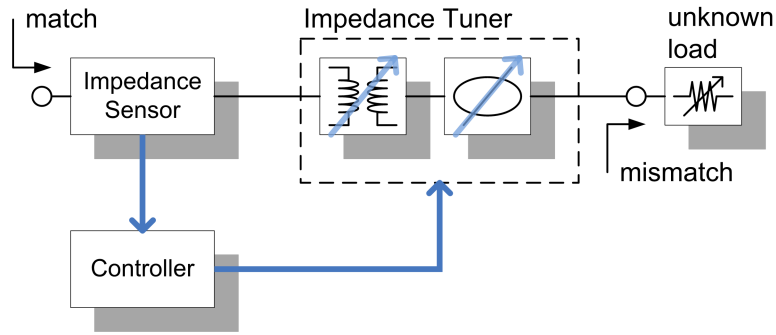 match
Impedance Tuner
unknown
load
Impedance
Sensor
mismatch
Controller